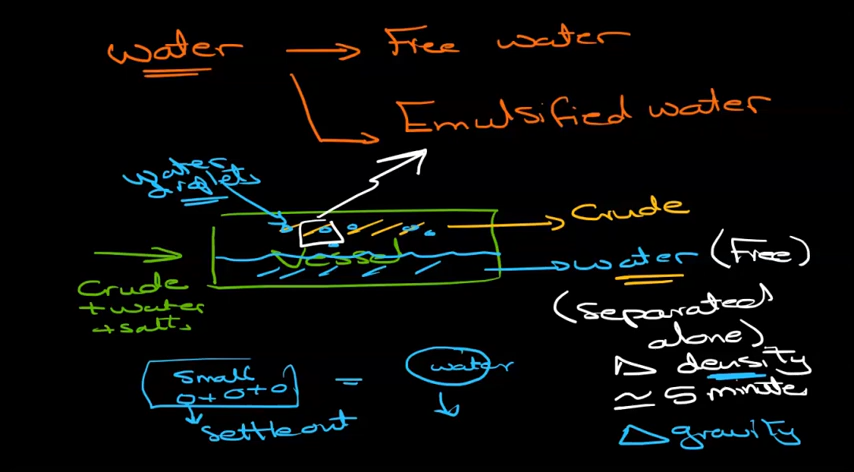 water → Free water
Emulsified water
water
droplets
Crude
Vessel
water (Free)
Crude
+ water
+ salts
(separated
alone)
Δ density
≈ 5 minute
Δ gravity
small
o + o + o
= water
settle out